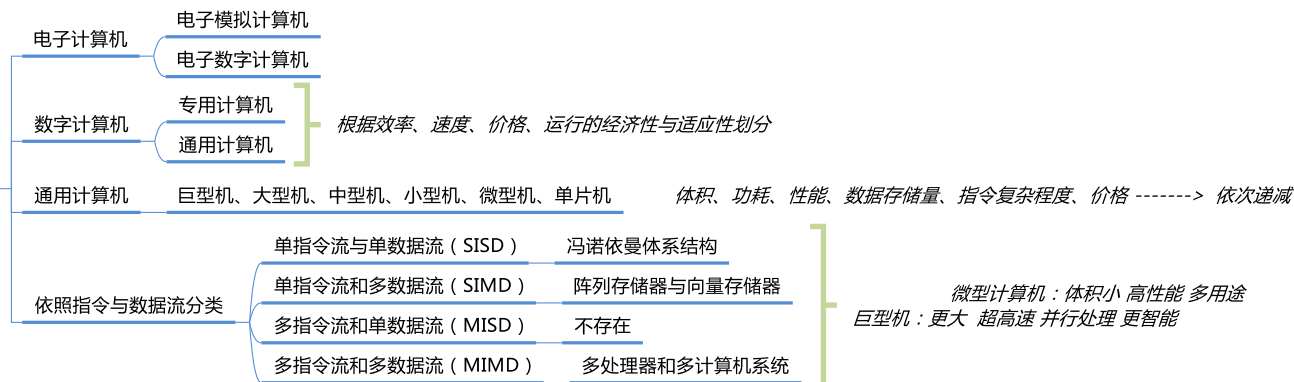 电子计算机
电子模拟计算机
电子数字计算机
数字计算机
专用计算机
通用计算机
根据效率、速度、价格、运行的经济性与适应性划分
通用计算机
巨型机、大型机、中型机、小型机、微型机、单片机
体积、功耗、性能、数据存储量、指令复杂程度、价格 -------> 依次递减
依照指令与数据流分类
单指令流与单数据流（SISD）
冯诺依曼体系结构
单指令流和多数据流（SIMD）
阵列存储器与向量存储器
多指令流和单数据流（MISD）
不存在
多指令流和多数据流（MIMD）
多处理器和多计算机系统
微型计算机：体积小 高性能 多用途
巨型机：更大 超高速 并行处理 更智能